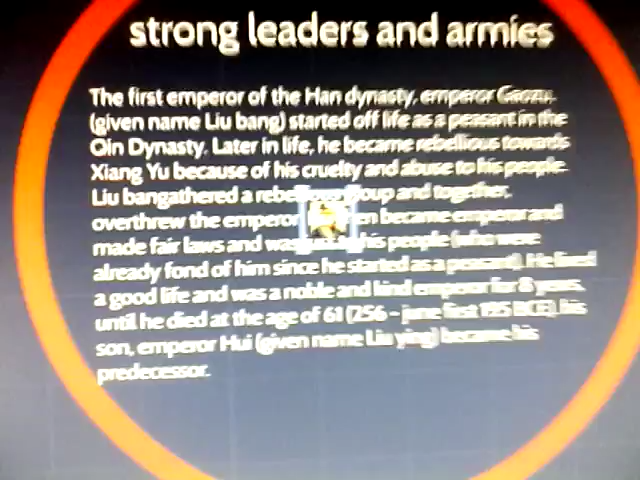 strong leaders and armies
The first emperor of the Han dynasty, emperor Gaozu,
(given name Liu bang) started off life as a peasant in the
Qin Dynasty. Later in life, he became rebellious towards
Xiang Yu because of his cruelty and abuse to his people.
Liu bangathered a rebellious group and together,
overthrew the emperor then became emperor and
made fair laws and was just to his people (who were
already fond of him since he started as a peasant). He lived
a good life and was a noble and kind emperor for 8 years,
until he died at the age of 61 (256 - june first 195 BCE). his
son, emperor Hui (given name Liu ying) became his
predecessor.